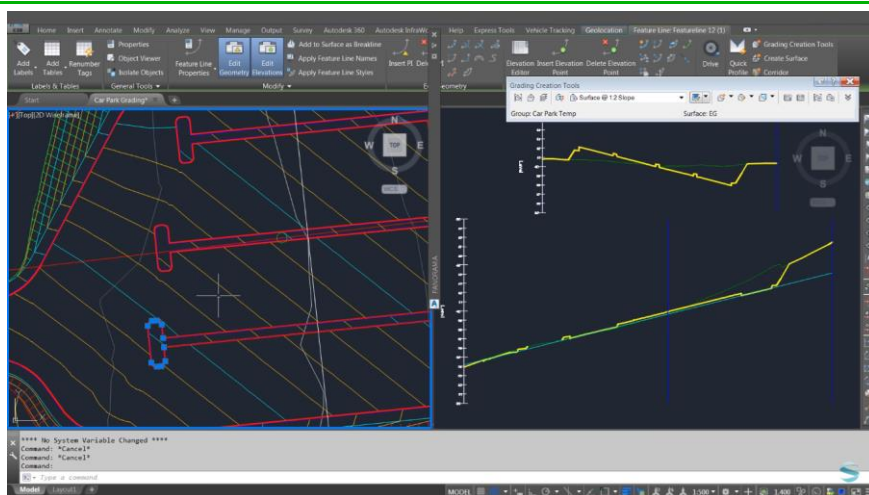 Home Insert Annotate Modify Analyze View Manage Output Survey Autodesk 360 Autodesk InfraWo Help Express Tools Vehicle Tracking Geolocation Feature Line: Featureline 12 (1)
Properties
Object Viewer
Isolate Objects
Add Labels
Add Tables
Renumber Tags
Feature Line Properties
Edit Geometry
Edit Elevations
Add to Surface as Breakline
Apply Feature Line Names
Apply Feature Line Styles
Insert PI
Elevation Editor
Insert Elevation Point
Delete Elevation Point
Drive
Quick Profile
Grading Creation Tools
Create Surface
Corridor
Labels & Tables
General Tools
Modify
Grading Creation Tools
Surface @ 1:2 Slope
Group: Car Park Temp
Surface: EG
Start
Car Park Grading*
[Top][2D Wireframe]
N
W
TOP
E
S
WCS
N
W
E
S
Level
Level
PANORAMA
**** No System Variable Changed ****
Command: *Cancel*
Command: *Cancel*
Command:
Type a command
Model Layout1 +
MODEL
1:500
1.400